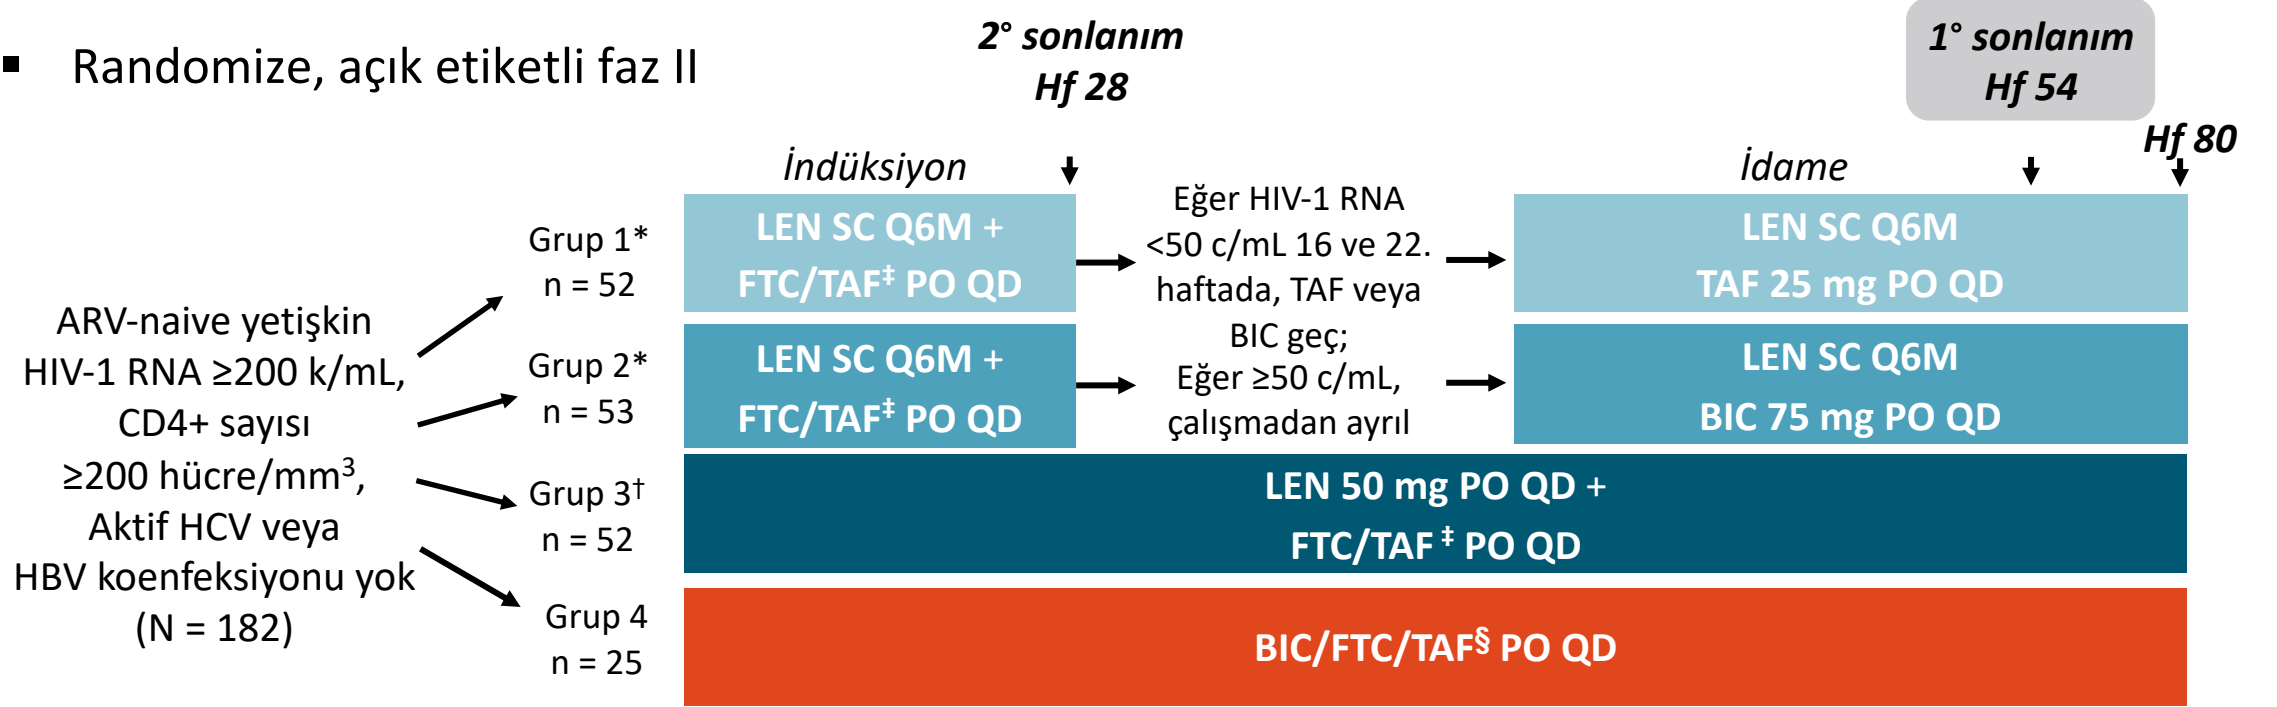 ▪ Randomize, açık etiketli faz II
2° sonlanım
Hf 28
1° sonlanım
Hf 54
Hf 80
İndüksiyon
İdame
ARV-naive yetişkin
HIV-1 RNA ≥200 k/mL,
CD4+ sayısı
≥200 hücre/mm³,
Aktif HCV veya
HBV koenfeksiyonu yok
(N = 182)
Grup 1*
n = 52
LEN SC Q6M +
FTC/TAF‡ PO QD
Grup 2*
n = 53
LEN SC Q6M +
FTC/TAF‡ PO QD
Eğer HIV-1 RNA
<50 c/mL 16 ve 22.
haftada, TAF veya
BIC geç;
Eğer ≥50 c/mL,
çalışmadan ayrıl
LEN SC Q6M
TAF 25 mg PO QD
LEN SC Q6M
BIC 75 mg PO QD
Grup 3†
n = 52
LEN 50 mg PO QD +
FTC/TAF ‡ PO QD
Grup 4
n = 25
BIC/FTC/TAF§ PO QD